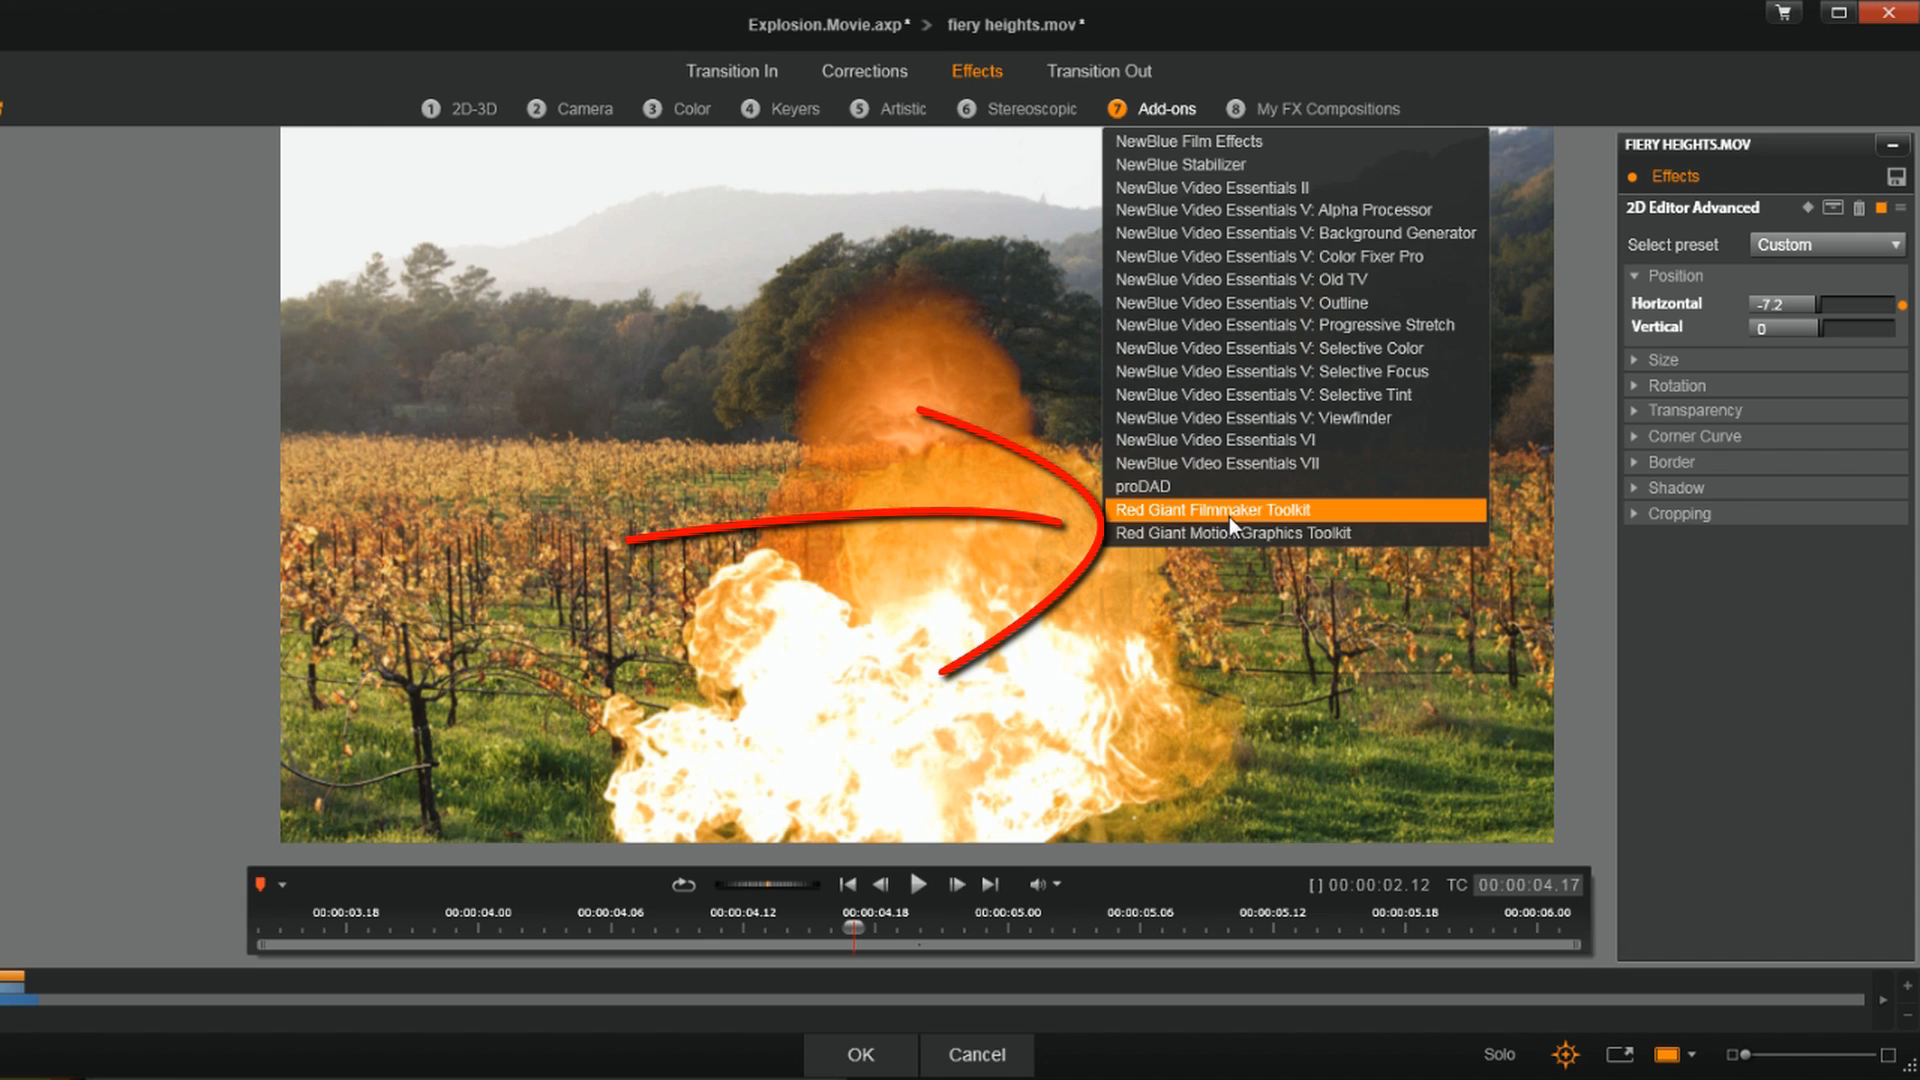 Explosion.Movie.axp* > fiery heights.mov*
Transition In Corrections Effects Transition Out
1 2D-3D 2 Camera 3 Color 4 Keyers 5 Artistic 6 Stereoscopic 7 Add-ons 8 My FX Compositions
NewBlue Film Effects
NewBlue Stabilizer
NewBlue Video Essentials II
NewBlue Video Essentials V: Alpha Processor
NewBlue Video Essentials V: Background Generator
NewBlue Video Essentials V: Color Fixer Pro
NewBlue Video Essentials V: Old TV
NewBlue Video Essentials V: Outline
NewBlue Video Essentials V: Progressive Stretch
NewBlue Video Essentials V: Selective Color
NewBlue Video Essentials V: Selective Focus
NewBlue Video Essentials V: Selective Tint
NewBlue Video Essentials V: Viewfinder
NewBlue Video Essentials VI
NewBlue Video Essentials VII
proDAD
Red Giant Filmmaker Toolkit
Red Giant Motion Graphics Toolkit
FIERY HEIGHTS.MOV
Effects
2D Editor Advanced
Select preset Custom
Position
Horizontal -7.2
Vertical 0
Size
Rotation
Transparency
Corner Curve
Border
Shadow
Cropping
[ ] 00:00:02.12 TC 00:00:04.17
00:00:03.18 00:00:04.00 00:00:04.06 00:00:04.12 00:00:04.18 00:00:05.00 00:00:05.06 00:00:05.12 00:00:05.18 00:00:06.00
OK Cancel Solo